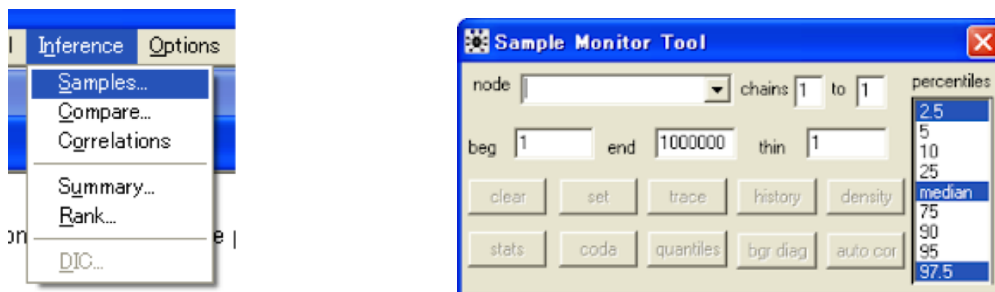 Inference Options
Samples...
Compare...
Correlations
Summary...
Rank...
DIC...
Sample Monitor Tool
node chains 1 to 1 percentiles
beg 1 end 1000000 thin 1
clear set trace history density
stats coda quantiles bgr diag auto cor
2.5
5
10
25
median
75
90
95
97.5